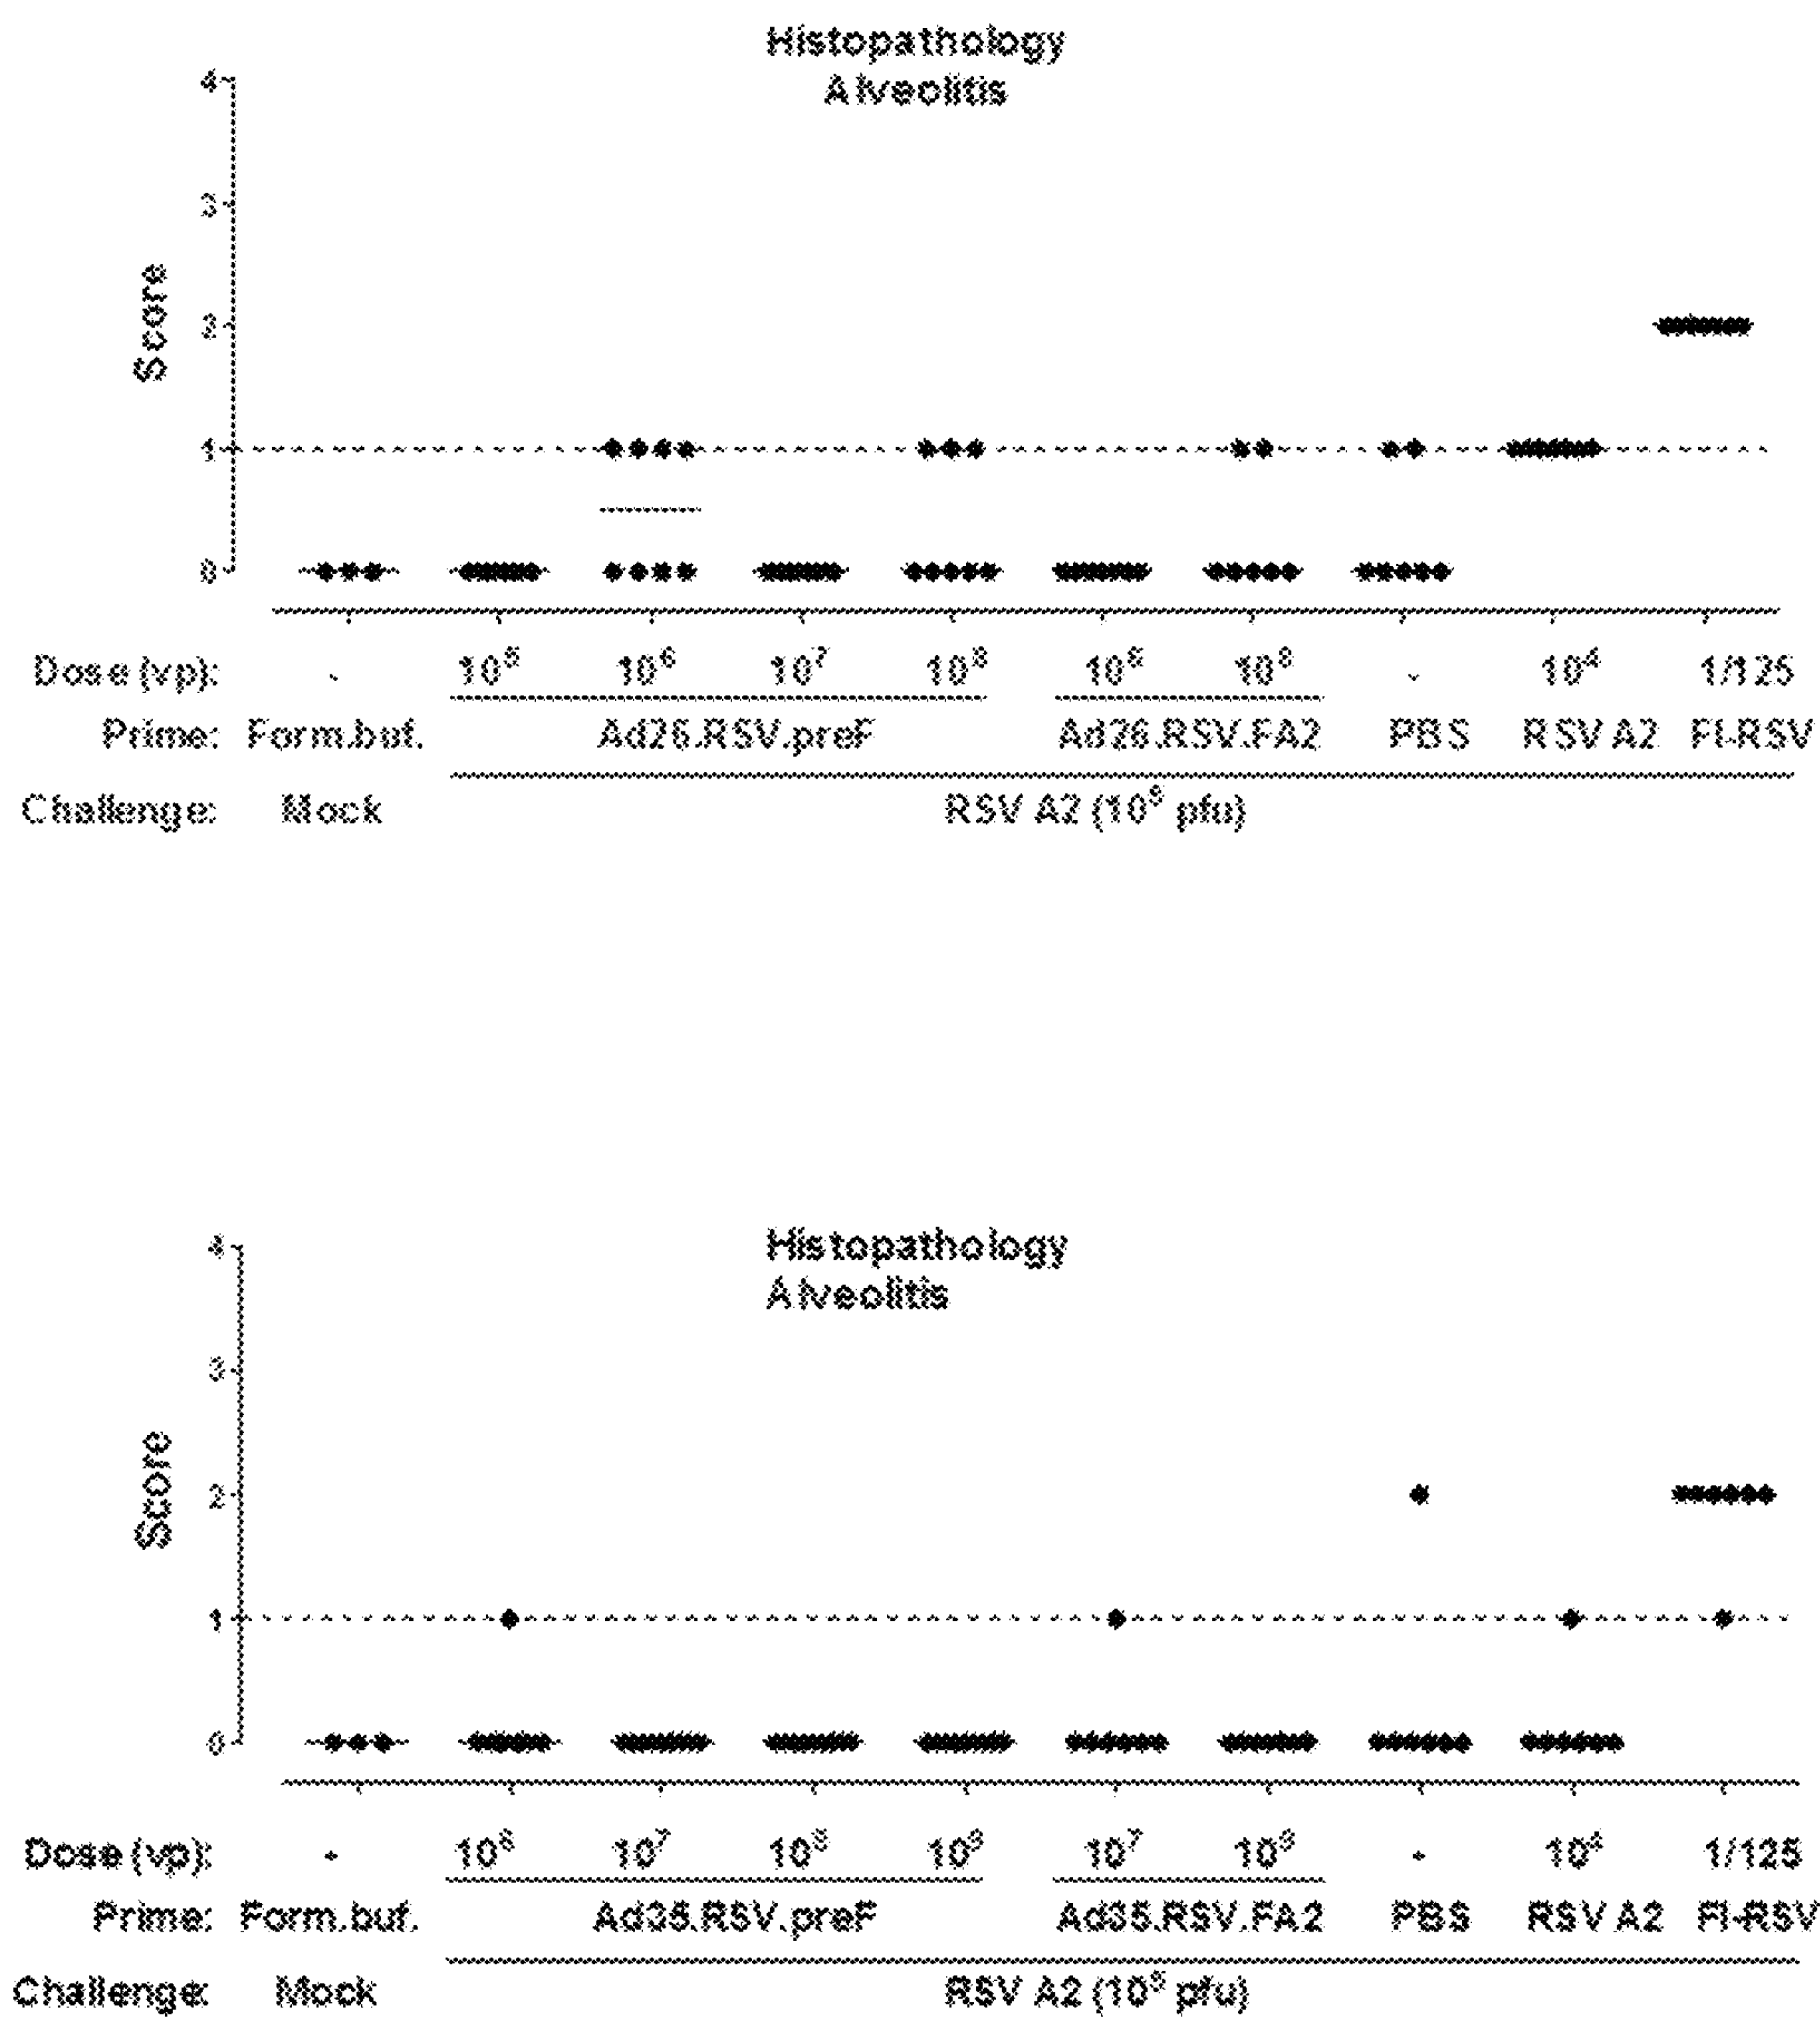 Histopathology
Alveolitis
4
3
2
1
0
Score
Dose (vp): - 10⁵ 10⁶ 10⁷ 10⁸ 10⁶ 10⁸ - 10⁴ 1/125
Prime: Form.buf. Ad26.RSV.preF Ad26.RSV.FA2 PBS RSV A2 FI-RSV
Challenge: Mock RSV A2 (10⁵ pfu)
Histopathology
Alveolitis
4
3
2
1
0
Score
Dose (vp): - 10⁶ 10⁷ 10⁸ 10⁹ 10⁷ 10⁹ - 10⁴ 1/125
Prime: Form.buf. Ad35.RSV.preF Ad35.RSV.FA2 PBS RSV A2 FI-RSV
Challenge: Mock RSV A2 (10⁵ pfu)